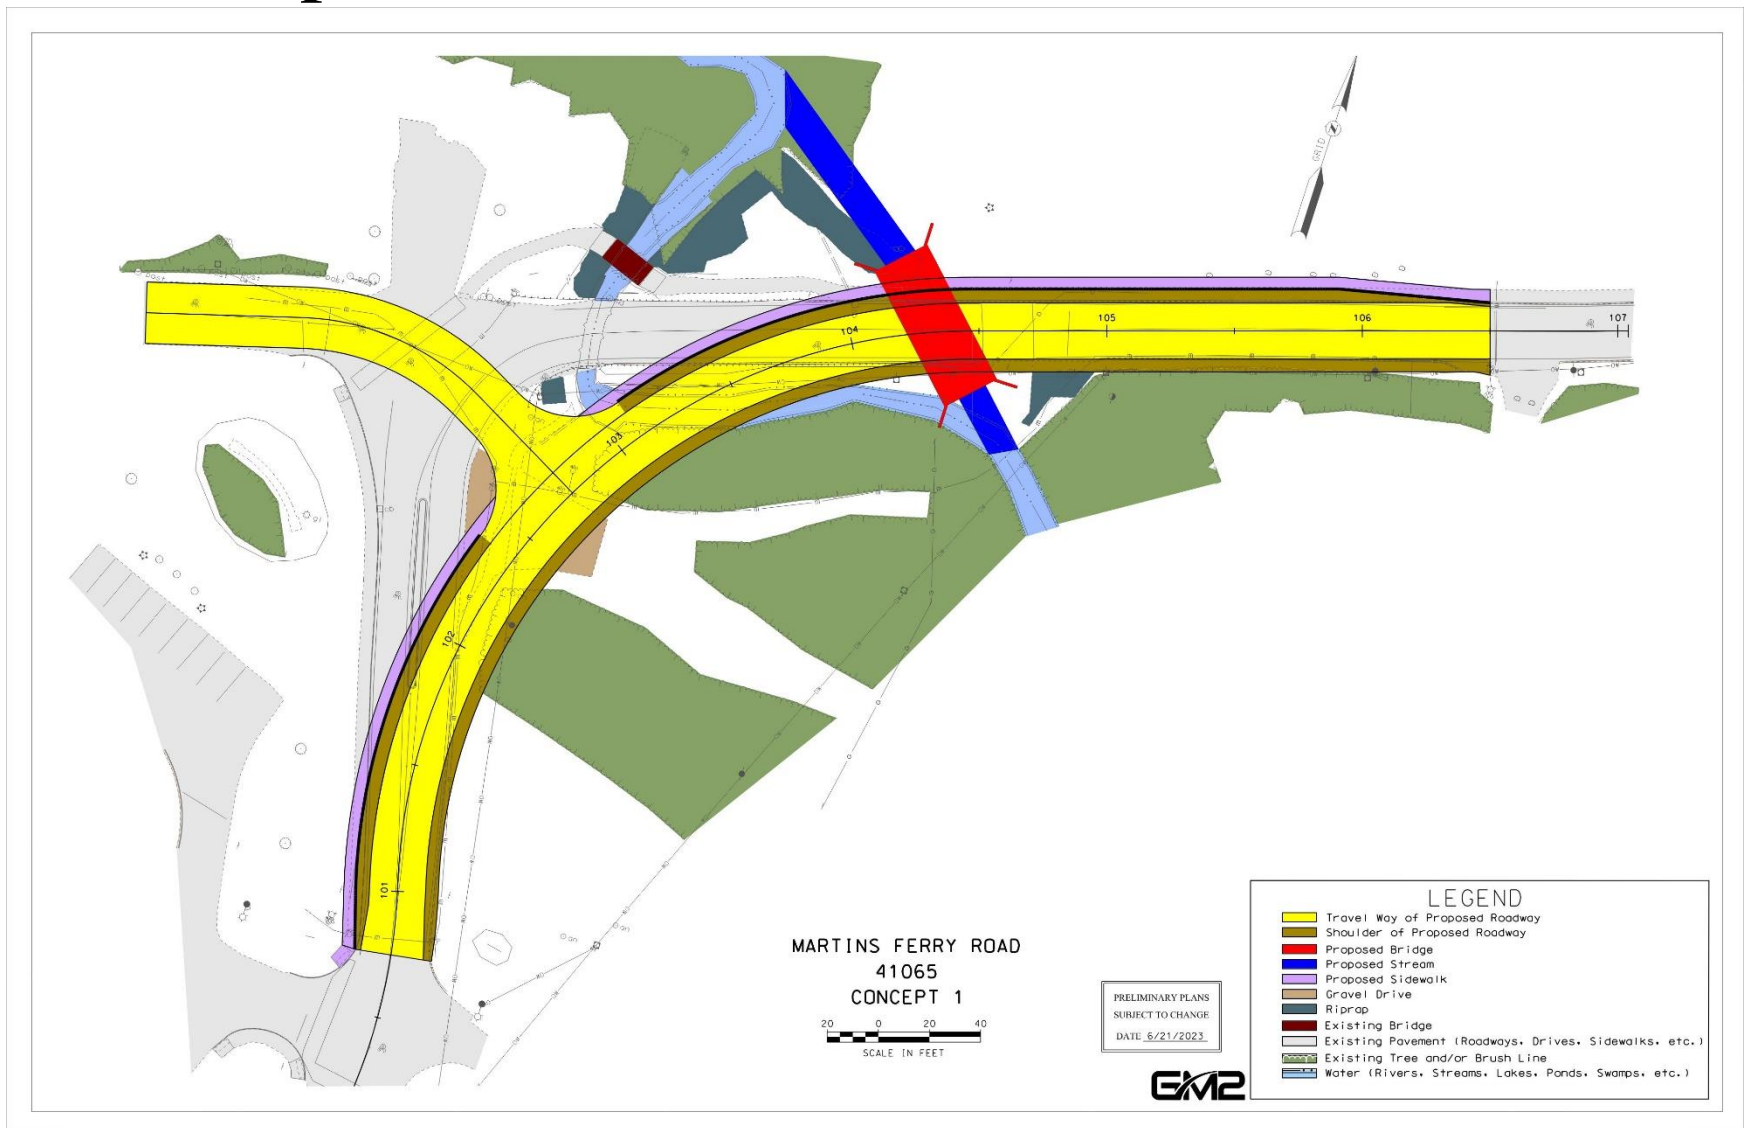 GRID
104
105
106
107
103
102
101
MARTINS FERRY ROAD
41065
CONCEPT 1
20 0 20 40
SCALE IN FEET
PRELIMINARY PLANS
SUBJECT TO CHANGE
DATE 6/21/2023
GM2
LEGEND
Travel Way of Proposed Roadway
Shoulder of Proposed Roadway
Proposed Bridge
Proposed Stream
Proposed Sidewalk
Gravel Drive
Riprap
Existing Bridge
Existing Pavement (Roadways. Drives. Sidewalks. etc.)
Existing Tree and/or Brush Line
Water (Rivers. Streams. Lakes. Ponds. Swamps. etc.)